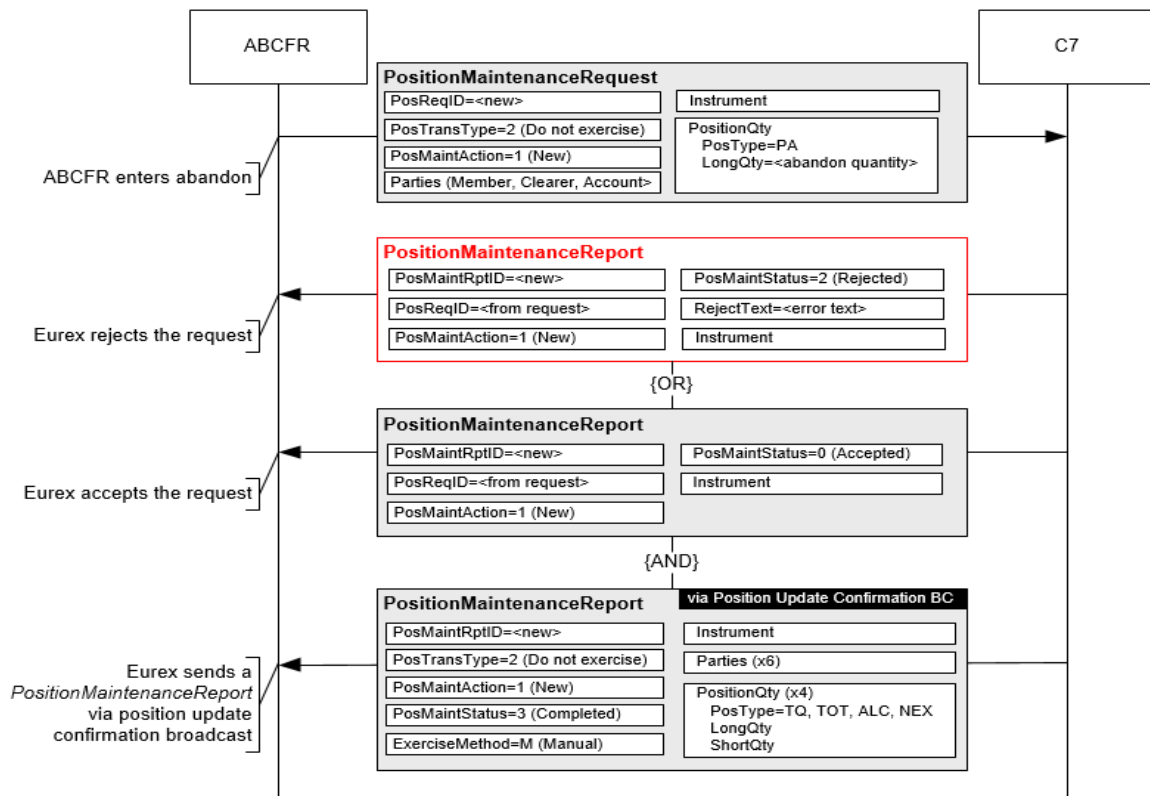 ABCFR
C7
PositionMaintenanceRequest
PosReqID=<new>
PosTransType=2 (Do not exercise)
PosMaintAction=1 (New)
Parties (Member, Clearer, Account>
Instrument
PositionQty
PosType=PA
LongQty=<abandon quantity>
ABCFR enters abandon
PositionMaintenanceReport
PosMaintRptID=<new>
PosReqID=<from request>
PosMaintAction=1 (New)
PosMaintStatus=2 (Rejected)
RejectText=<error text>
Instrument
Eurex rejects the request
{OR}
PositionMaintenanceReport
PosMaintRptID=<new>
PosReqID=<from request>
PosMaintAction=1 (New)
PosMaintStatus=0 (Accepted)
Instrument
Eurex accepts the request
{AND}
PositionMaintenanceReport
via Position Update Confirmation BC
PosMaintRptID=<new>
PosTransType=2 (Do not exercise)
PosMaintAction=1 (New)
PosMaintStatus=3 (Completed)
ExerciseMethod=M (Manual)
Instrument
Parties (x6)
PositionQty (x4)
PosType=TQ, TOT, ALC, NEX
LongQty
ShortQty
Eurex sends a
PositionMaintenanceReport
via position update
confirmation broadcast